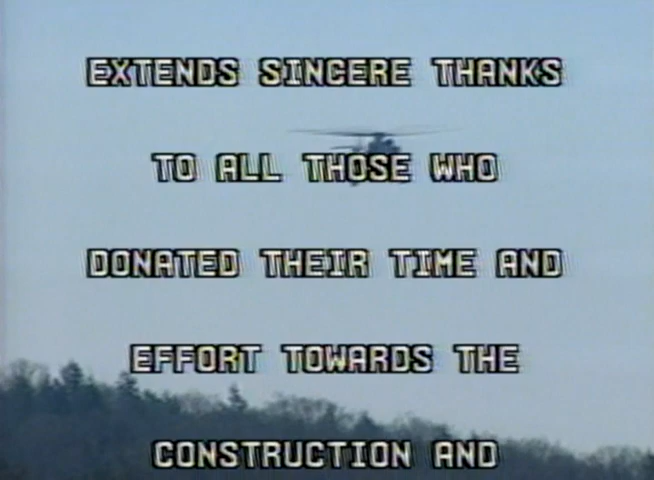 EXTENDS SINCERE THANKS
TO ALL THOSE WHO
DONATED THEIR TIME AND
EFFORT TOWARDS THE
CONSTRUCTION AND